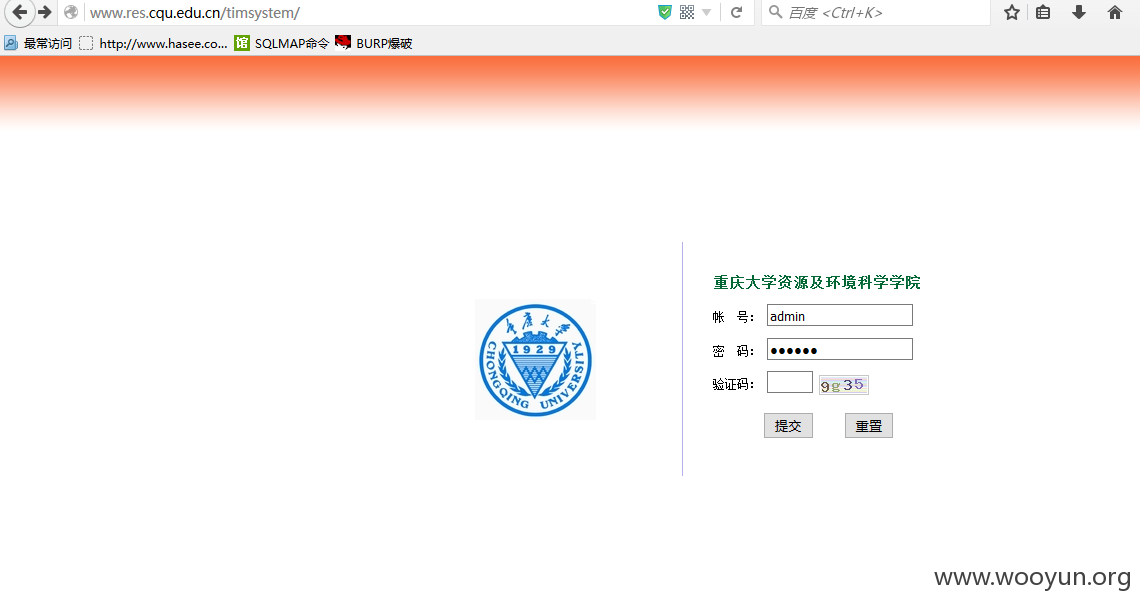 www.res.cqu.edu.cn/timsystem/
百度 <Ctrl+K>
最常访问 http://www.hasee.co... 馆 SQLMAP命令 BURP爆破
重庆大学资源及环境科学学院
帐 号: admin
密 码: ●●●●●●
验证码: 9g35
提交 重置
重庆大学
1929
CHONGQING UNIVERSITY
www.wooyun.org